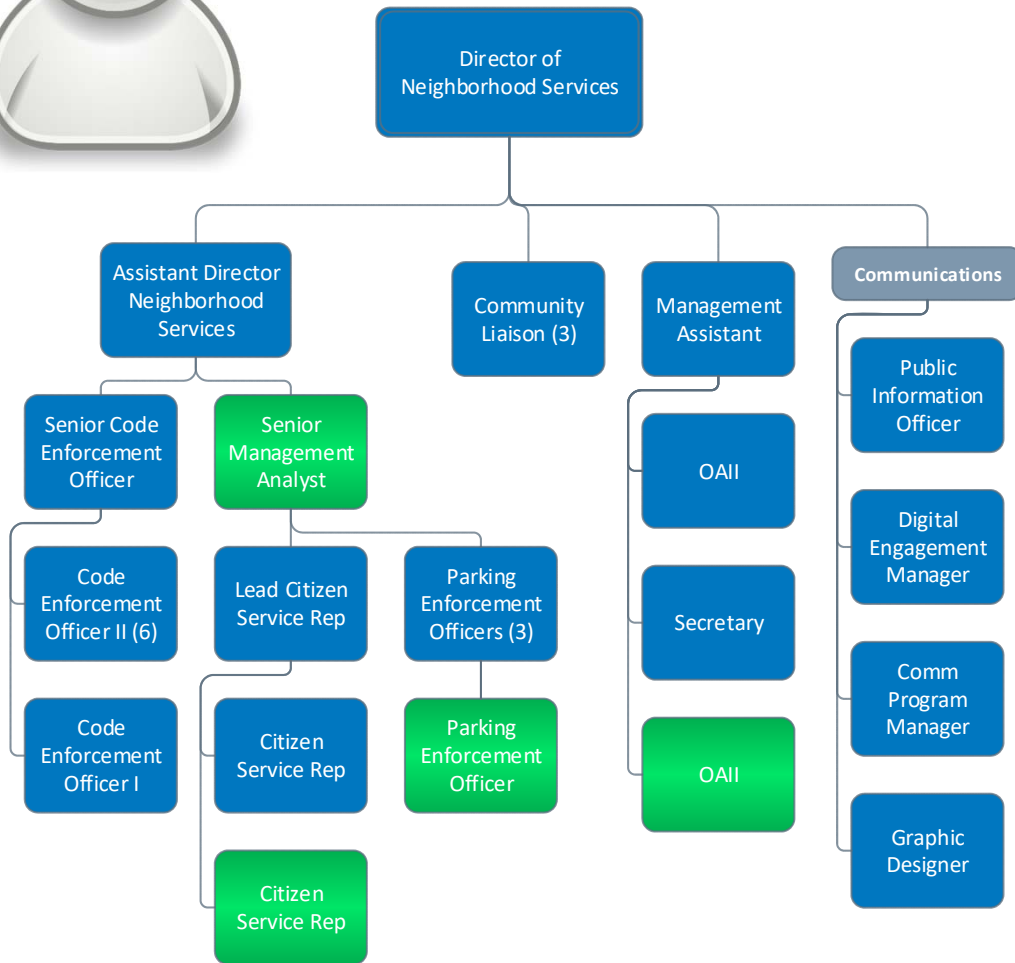 Director of
Neighborhood Services
Assistant Director
Neighborhood
Services
Community
Liaison (3)
Management
Assistant
Communications
Senior Code
Enforcement
Officer
Senior
Management
Analyst
Public
Information
Officer
OAII
Digital
Engagement
Manager
Code
Enforcement
Officer II (6)
Lead Citizen
Service Rep
Parking
Enforcement
Officers (3)
Secretary
Comm
Program
Manager
Code
Enforcement
Officer I
Citizen
Service Rep
Parking
Enforcement
Officer
OAII
Graphic
Designer
Citizen
Service Rep